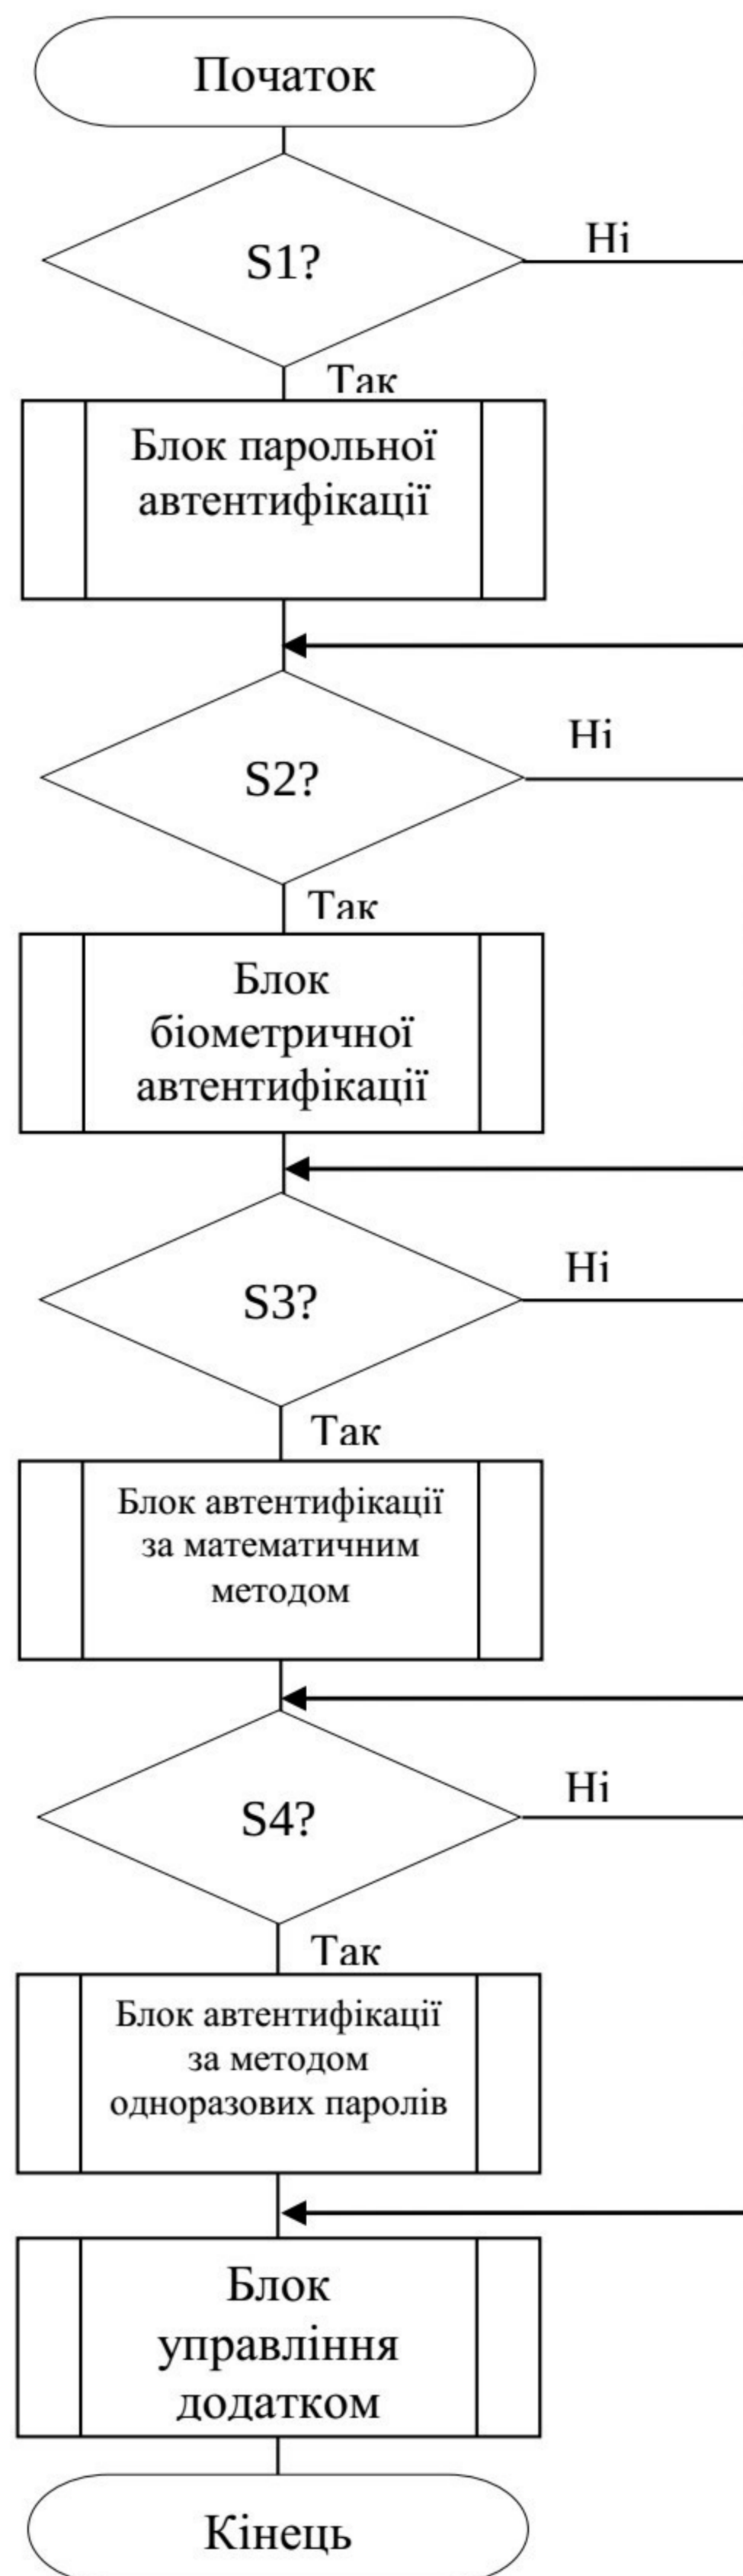 Початок
S1?
Ні
Так
Блок парольної
автентифікації
S2?
Ні
Так
Блок
біометричної
автентифікації
S3?
Ні
Так
Блок автентифікації
за математичним
методом
S4?
Ні
Так
Блок автентифікації
за методом
одноразових паролів
Блок
управління
додатком
Кінець